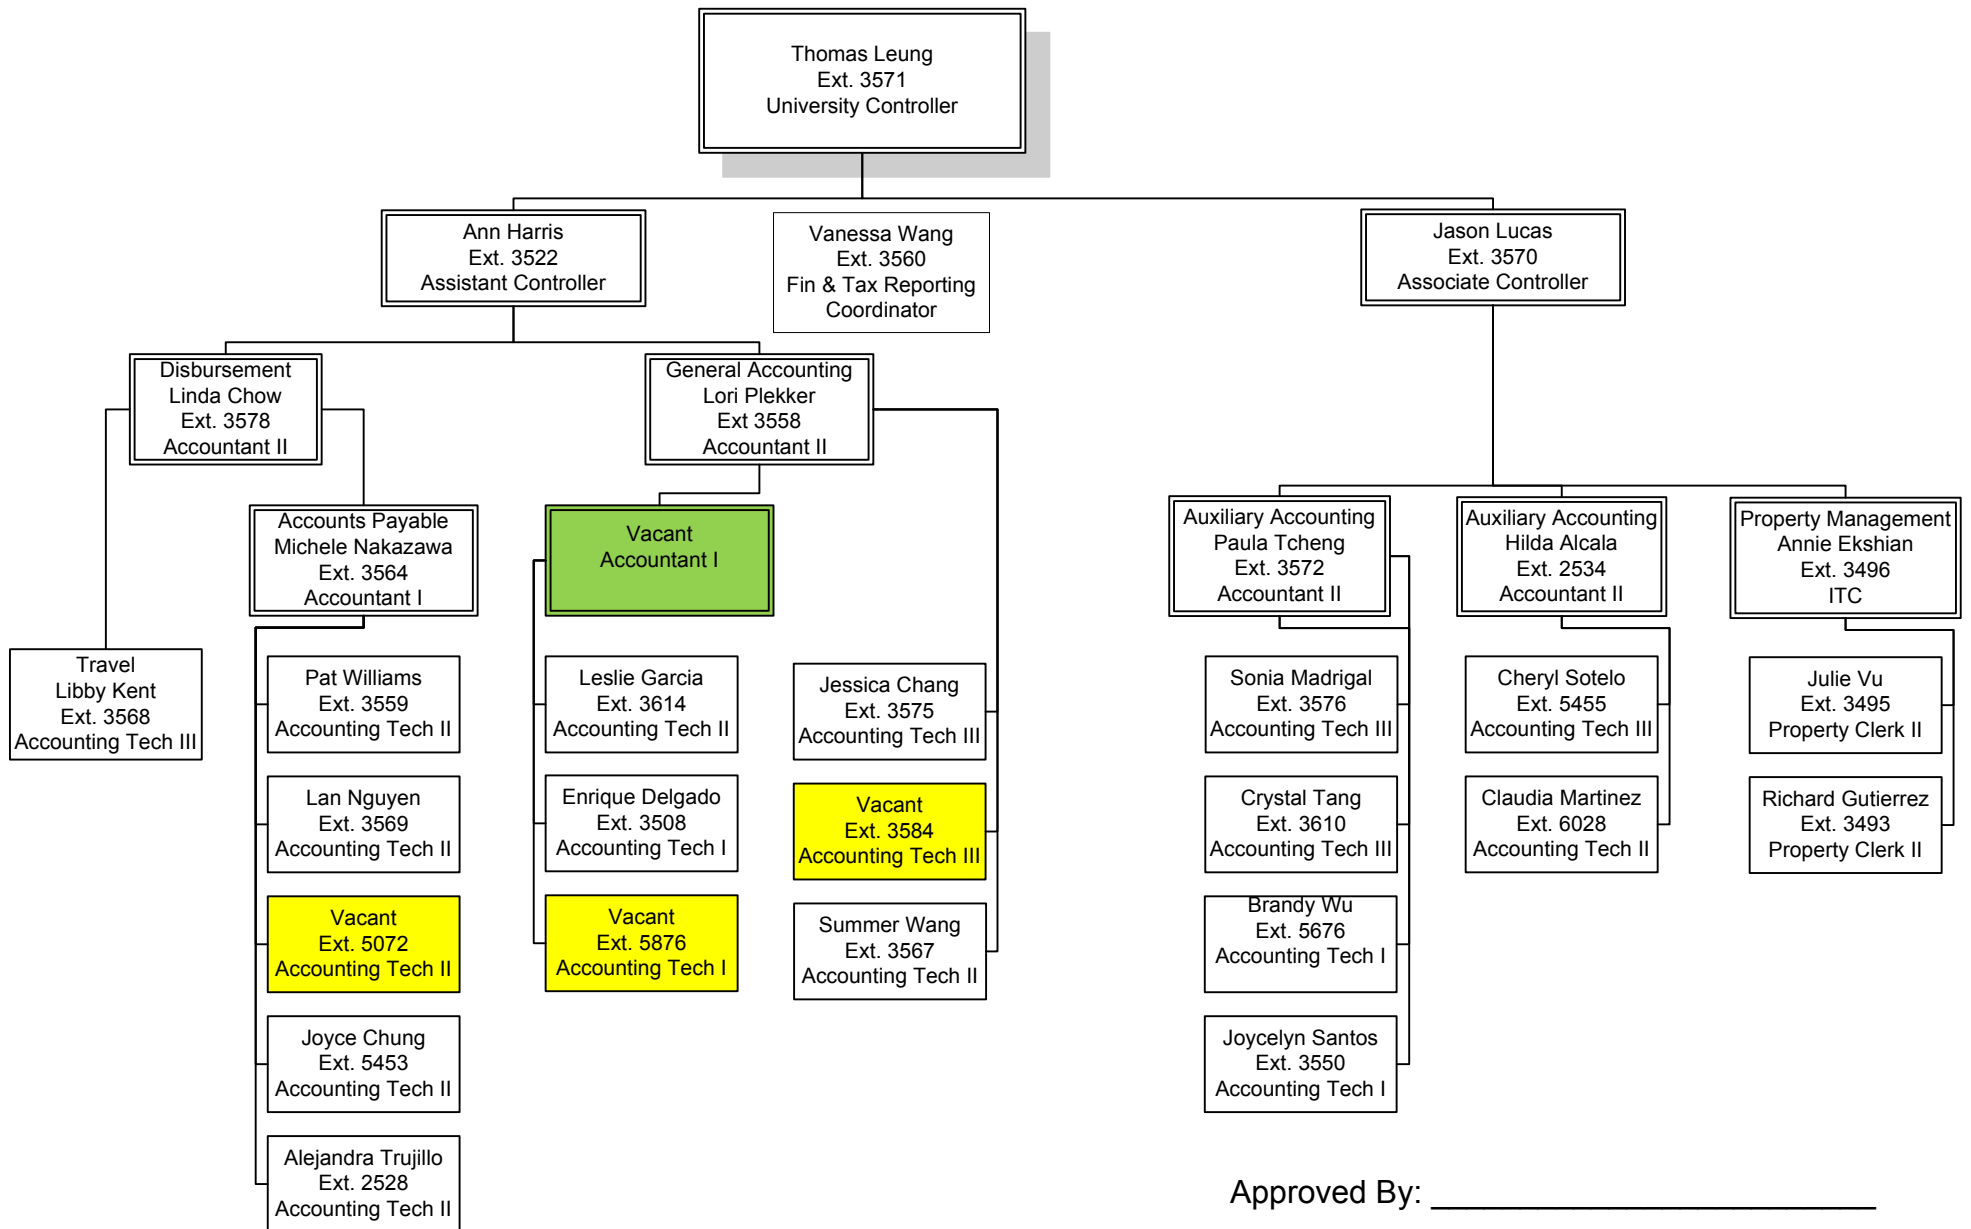 Thomas Leung
Ext. 3571
University Controller
Ann Harris
Ext. 3522
Assistant Controller
Vanessa Wang
Ext. 3560
Fin & Tax Reporting
Coordinator
Jason Lucas
Ext. 3570
Associate Controller
Disbursement
Linda Chow
Ext. 3578
Accountant II
General Accounting
Lori Plekker
Ext 3558
Accountant II
Accounts Payable
Michele Nakazawa
Ext. 3564
Accountant I
Vacant
Accountant I
Auxiliary Accounting
Paula Tcheng
Ext. 3572
Accountant II
Auxiliary Accounting
Hilda Alcala
Ext. 2534
Accountant II
Property Management
Annie Ekshian
Ext. 3496
ITC
Travel
Libby Kent
Ext. 3568
Accounting Tech III
Pat Williams
Ext. 3559
Accounting Tech II
Leslie Garcia
Ext. 3614
Accounting Tech II
Jessica Chang
Ext. 3575
Accounting Tech III
Sonia Madrigal
Ext. 3576
Accounting Tech III
Cheryl Sotelo
Ext. 5455
Accounting Tech III
Julie Vu
Ext. 3495
Property Clerk II
Lan Nguyen
Ext. 3569
Accounting Tech II
Enrique Delgado
Ext. 3508
Accounting Tech I
Vacant
Ext. 3584
Accounting Tech III
Crystal Tang
Ext. 3610
Accounting Tech III
Claudia Martinez
Ext. 6028
Accounting Tech II
Richard Gutierrez
Ext. 3493
Property Clerk II
Vacant
Ext. 5072
Accounting Tech II
Vacant
Ext. 5876
Accounting Tech I
Summer Wang
Ext. 3567
Accounting Tech II
Brandy Wu
Ext. 5676
Accounting Tech I
Joyce Chung
Ext. 5453
Accounting Tech II
Joycelyn Santos
Ext. 3550
Accounting Tech I
Alejandra Trujillo
Ext. 2528
Accounting Tech II
Approved By: _________________________